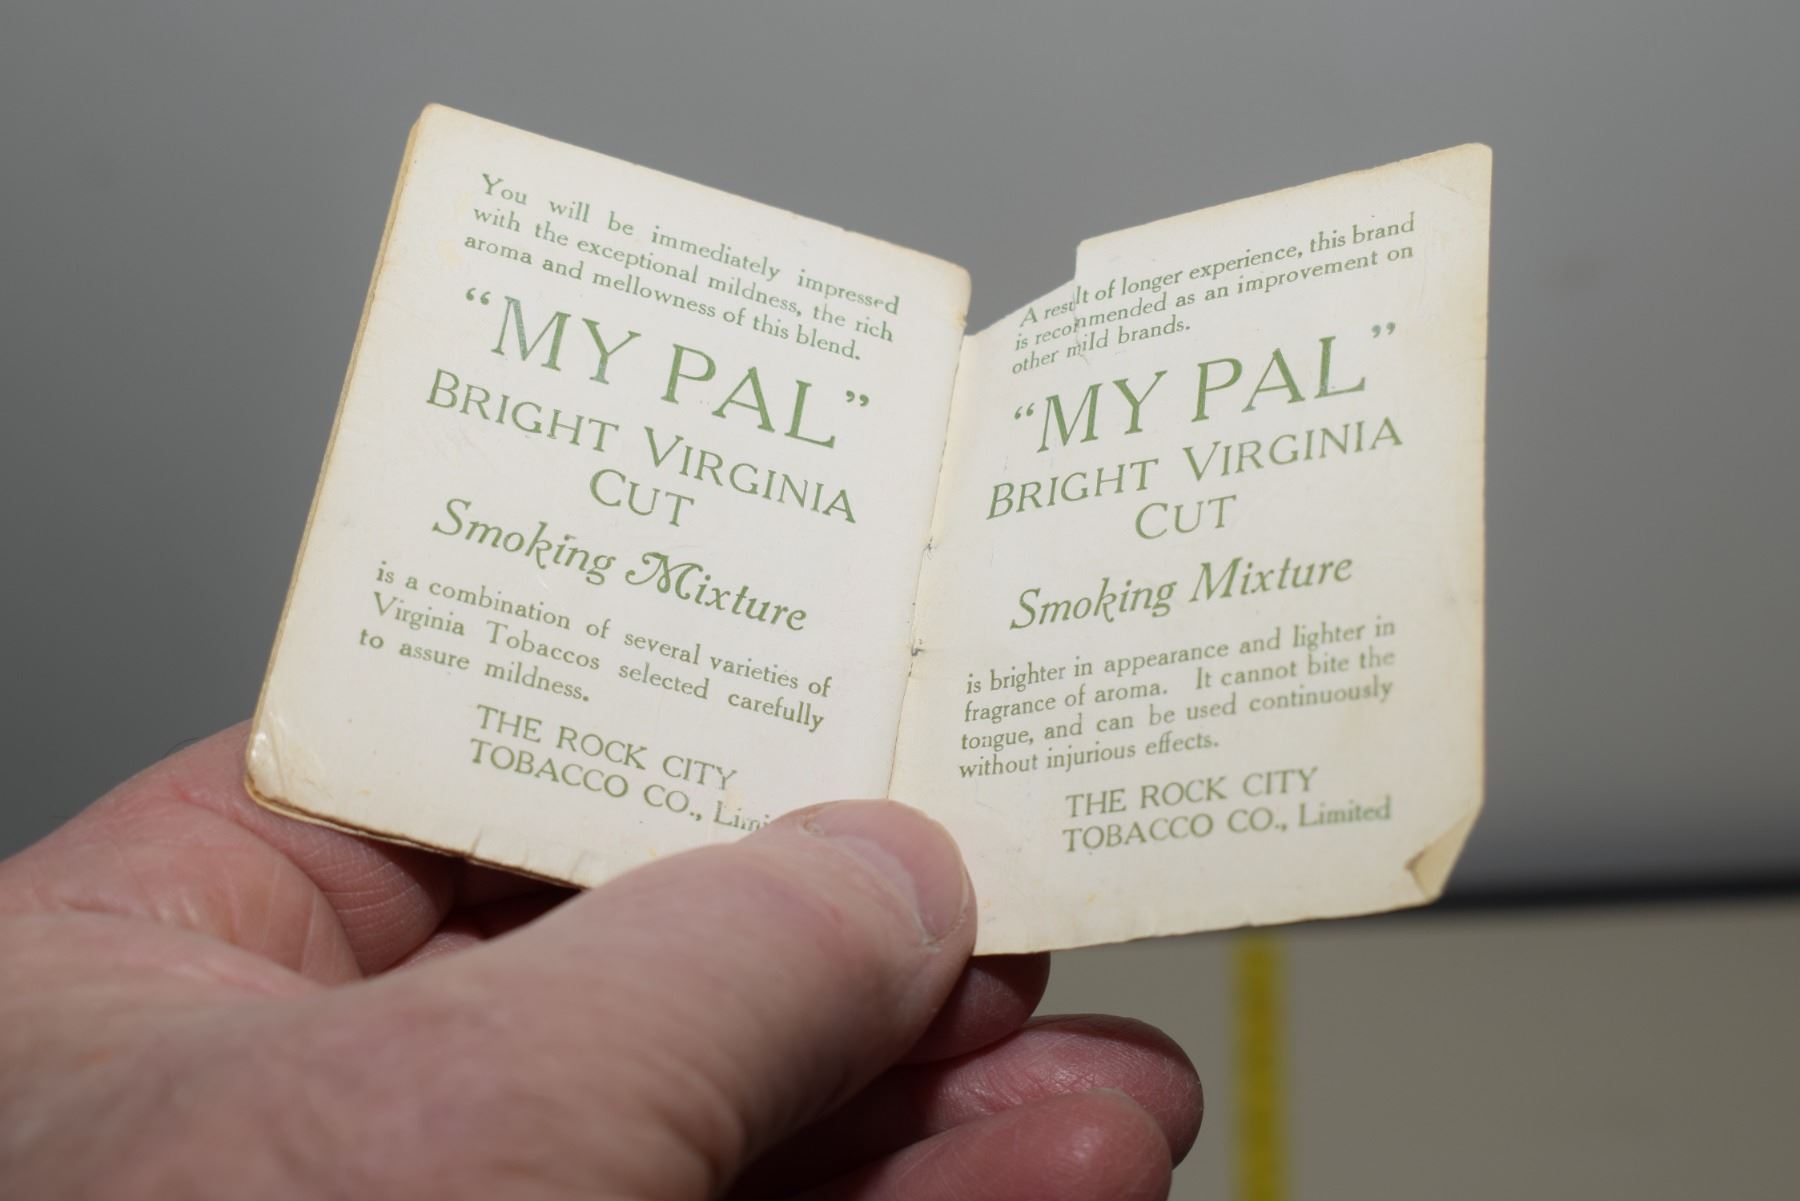 You will be immediately impressed
with the exceptional mildness, the rich
aroma and mellowness of this blend.
“MY PAL”
BRIGHT VIRGINIA
CUT
Smoking Mixture
is a combination of several varieties of
Virginia Tobaccos selected carefully
to assure mildness.
THE ROCK CITY
TOBACCO CO.,
A result of longer experience, this brand
is recommended as an improvement on
other mild brands.
“MY PAL”
BRIGHT VIRGINIA
CUT
Smoking Mixture
is brighter in appearance and lighter in
fragrance of aroma. It cannot bite the
tongue, and can be used continuously
without injurious effects.
THE ROCK CITY
TOBACCO CO., Limited